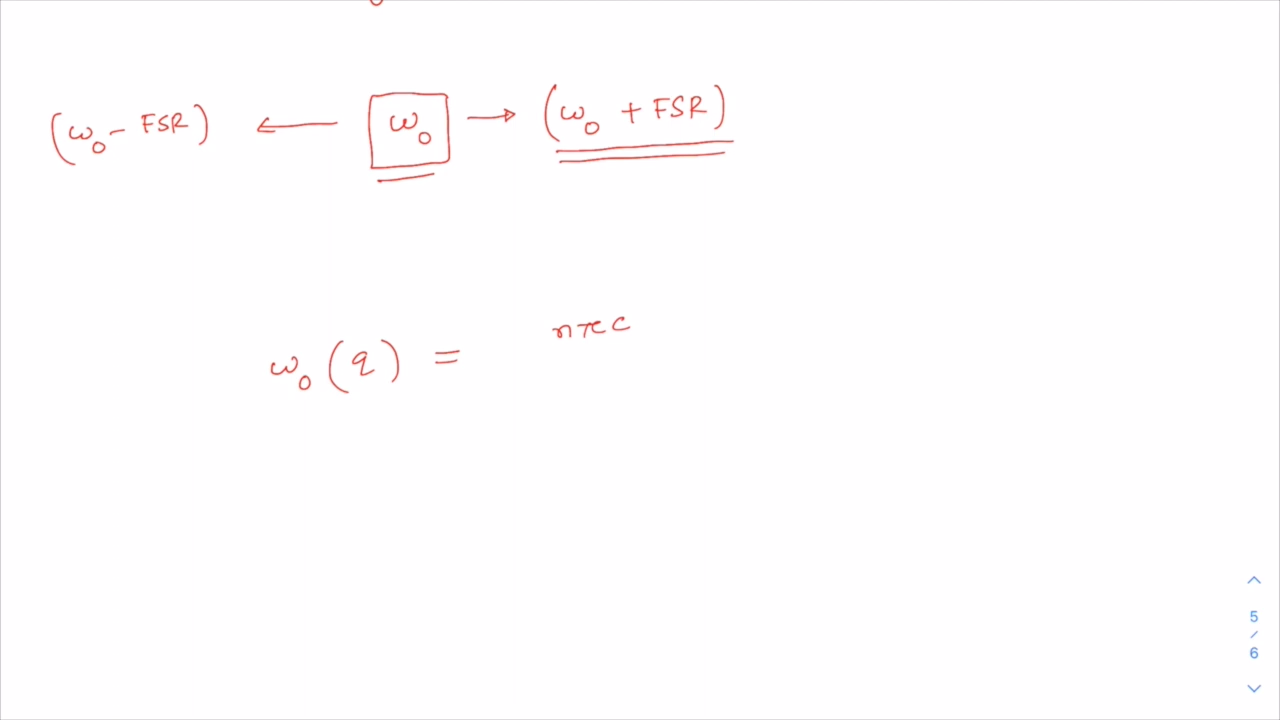 (ω₀ - FSR) ← ω₀ → (ω₀ + FSR)
ω₀(q) = nπc
5
/
6